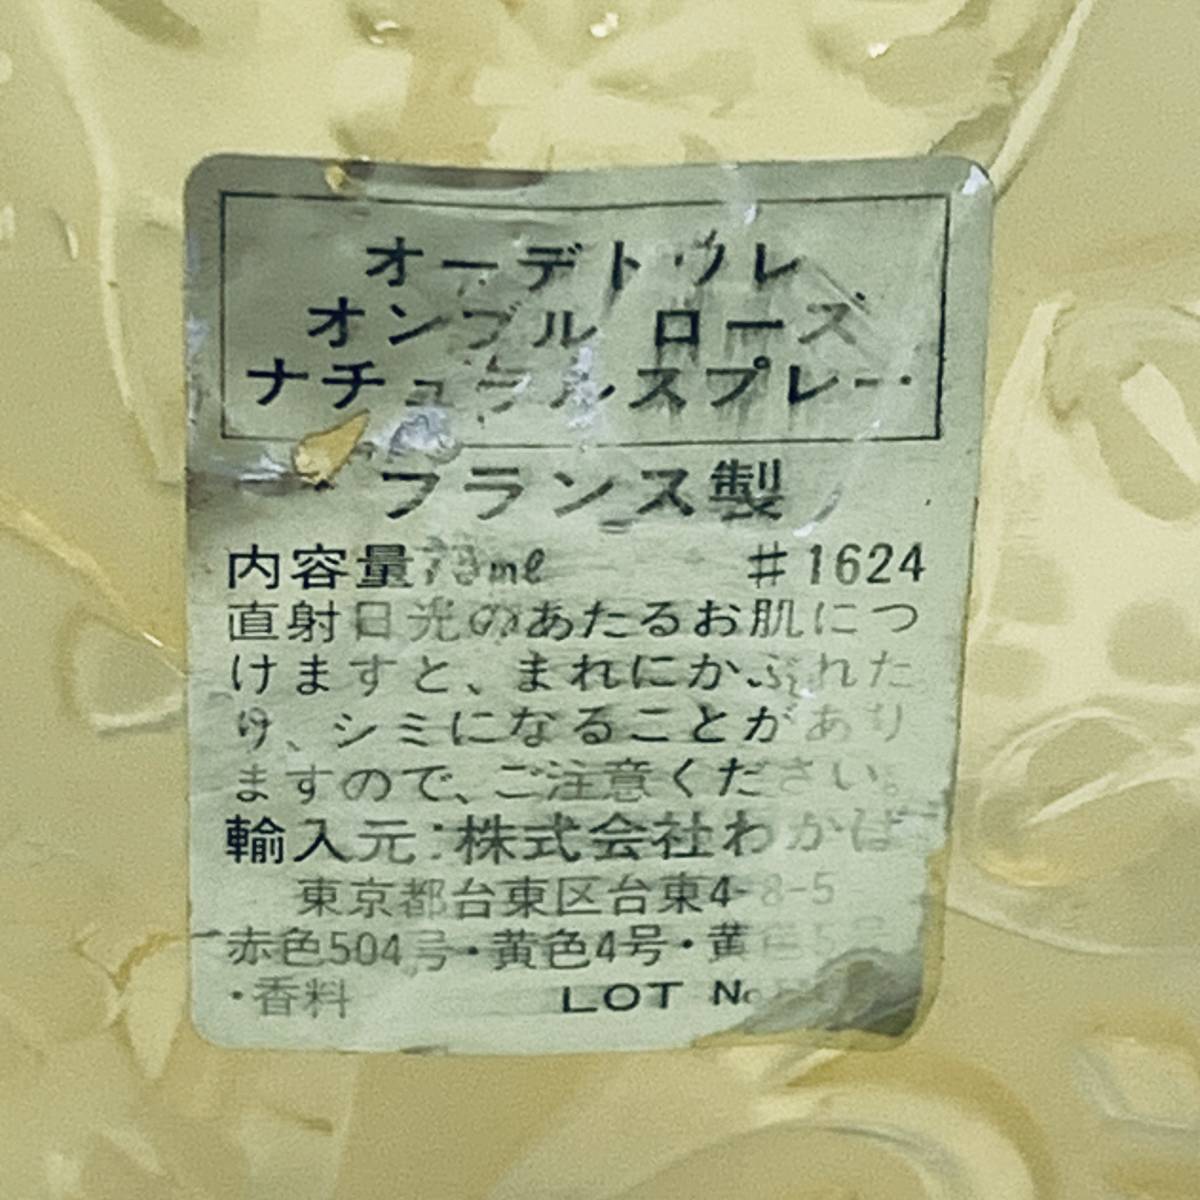 オーデトワレ
オンブル ローズ
ナチュラルスプレー
フランス製
内容量 ml #1624
直射日光のあたるお肌につ
けますと、まれにかぶれた
り、シミになることがあり
ますので、ご注意ください。
輸入元:株式会社わかば
東京都台東区台東4-8-5
赤色504号・黄色4号・黄色5号
・香料 LOT No